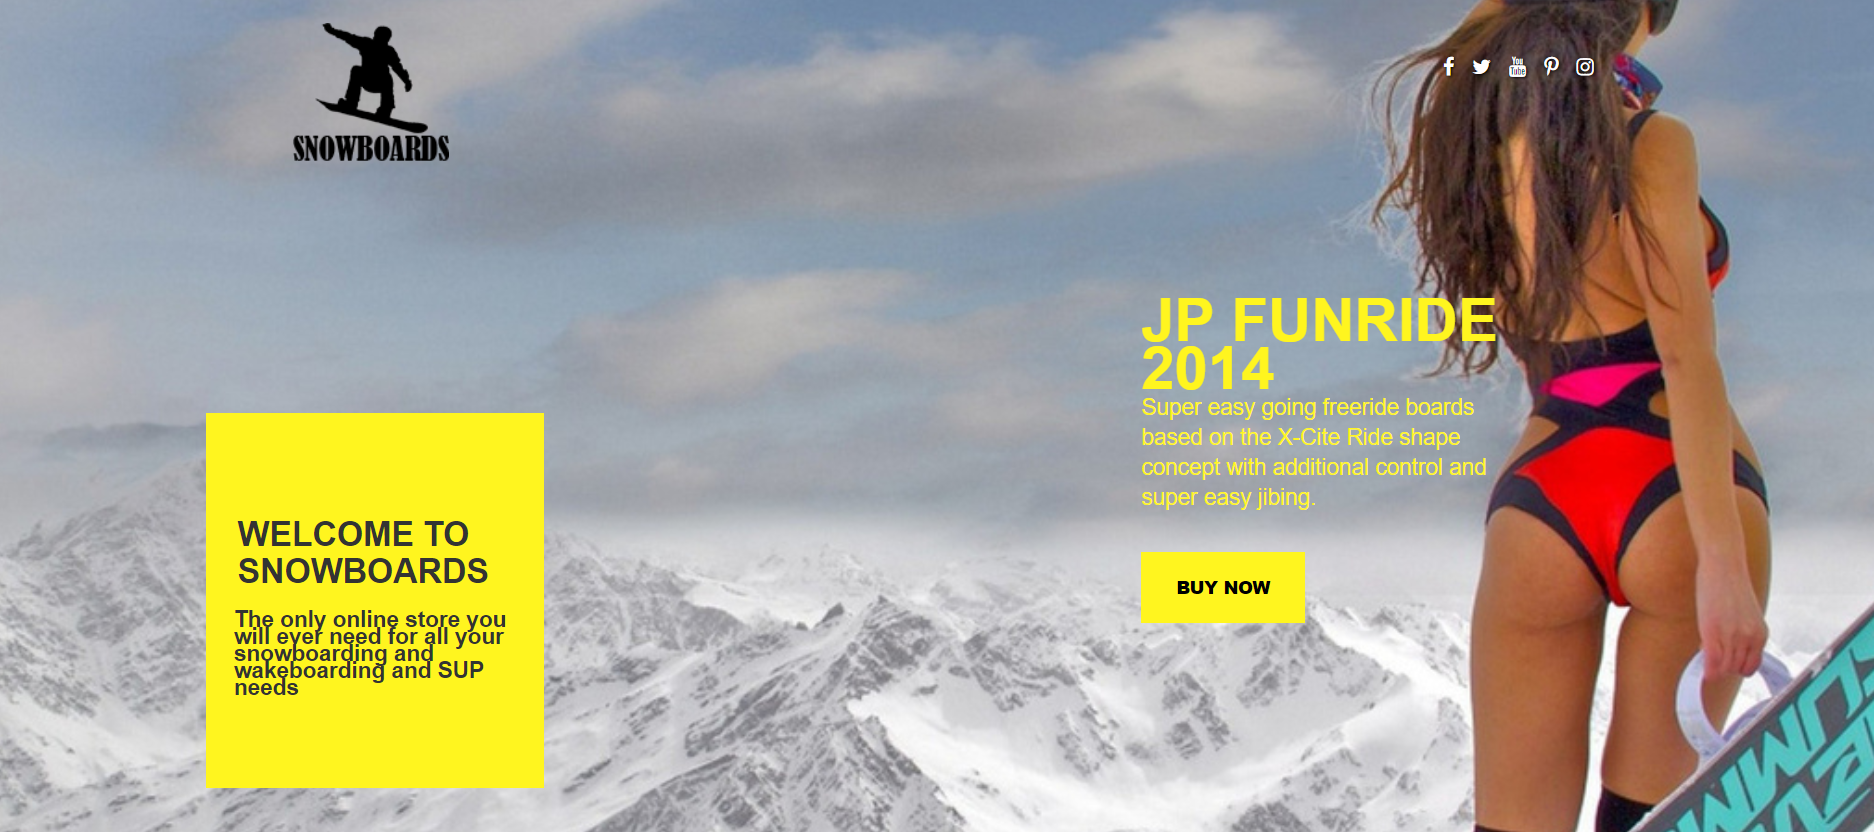 SNOWBOARDS
You
Tube
JP FUNRIDE
2014
Super easy going freeride boards
based on the X-Cite Ride shape
concept with additional control and
super easy jibing.
BUY NOW
WELCOME TO
SNOWBOARDS
The only online store you
will ever need for all your
snowboarding and
wakeboarding and SUP
needs